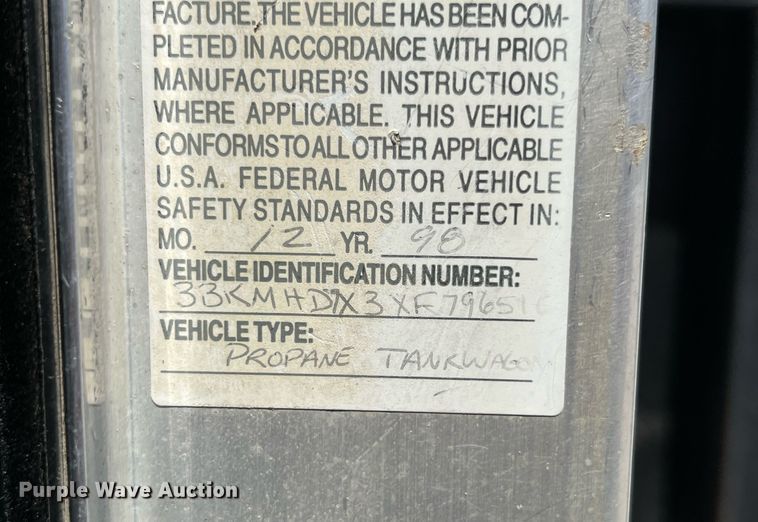 FACTURE. THE VEHICLE HAS BEEN COM-
PLETED IN ACCORDANCE WITH PRIOR
MANUFACTURER'S INSTRUCTIONS,
WHERE APPLICABLE. THIS VEHICLE
CONFORMS TO ALL OTHER APPLICABLE
U.S.A. FEDERAL MOTOR VEHICLE
SAFETY STANDARDS IN EFFECT IN:
MO. 12 YR. 98
VEHICLE IDENTIFICATION NUMBER:
VEHICLE TYPE:
PROPANE TANKWAGON
Purple Wave Auction